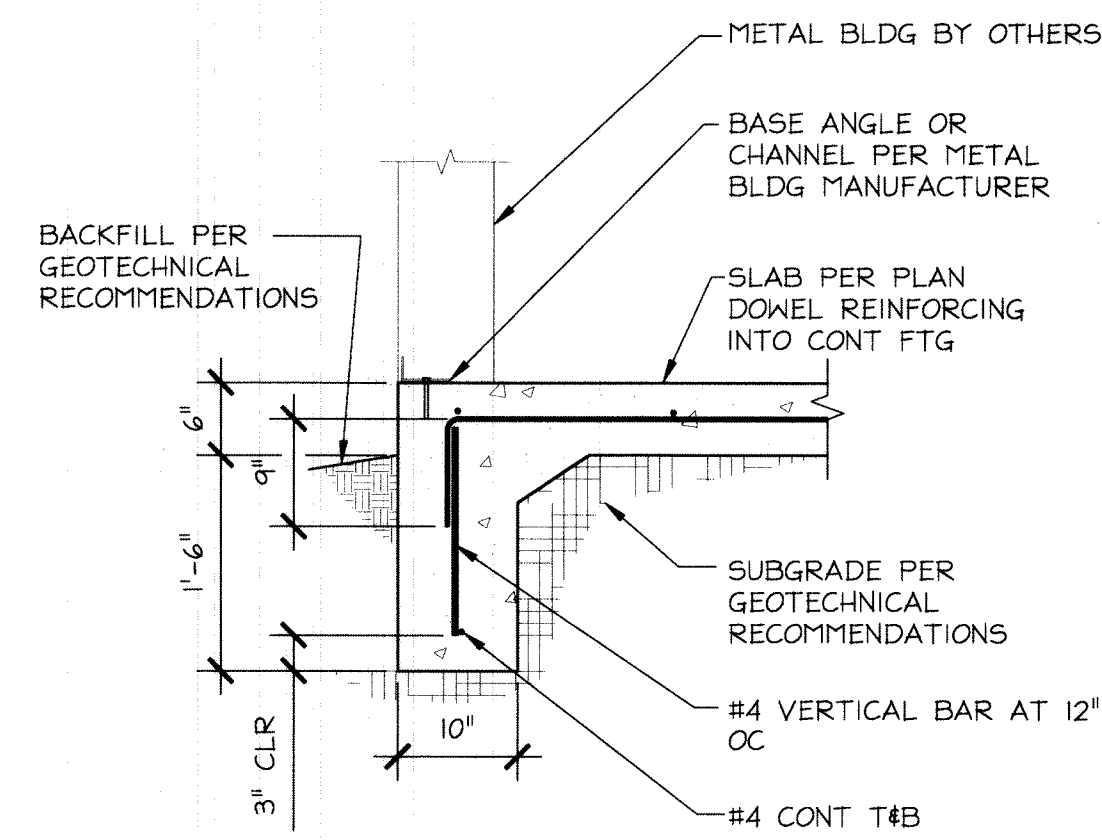 METAL BLDG BY OTHERS
BASE ANGLE OR
CHANNEL PER METAL
BLDG MANUFACTURER
BACKFILL PER
GEOTECHNICAL
RECOMMENDATIONS
SLAB PER PLAN
DOWEL REINFORCING
INTO CONT FTG
6"
9"
1'-6"
3" CLR
10"
SUBGRADE PER
GEOTECHNICAL
RECOMMENDATIONS
#4 VERTICAL BAR AT 12"
OC
#4 CONT T&B